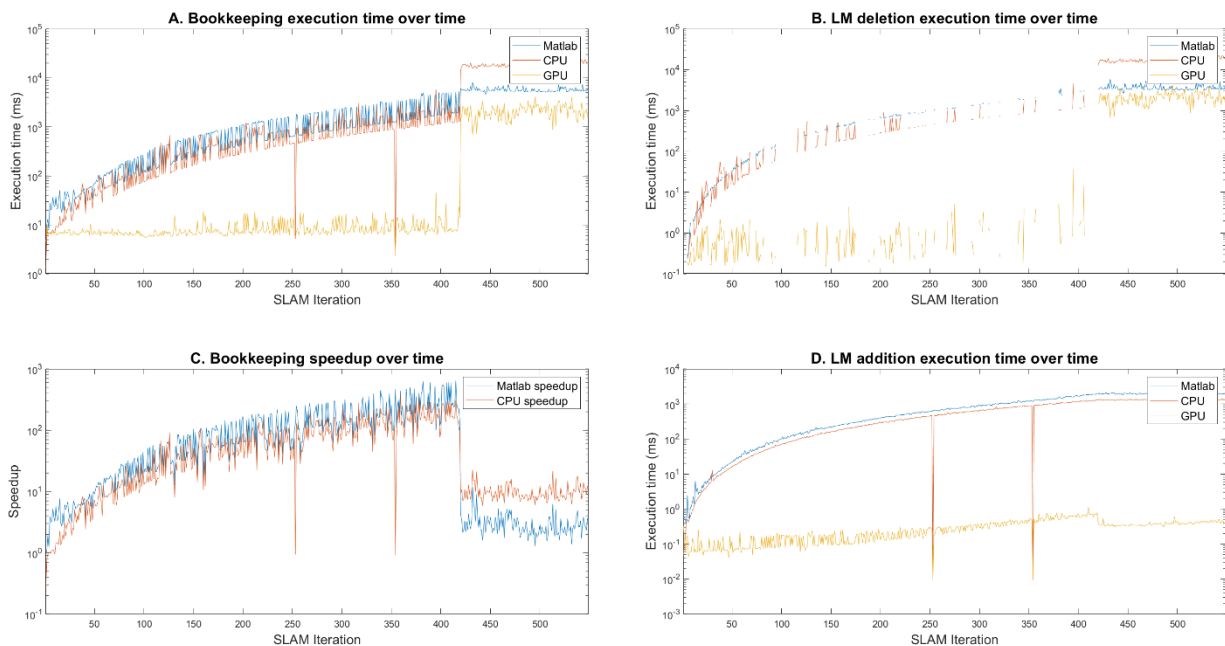 A. Bookkeeping execution time over time
10^5
10^4
10^3
10^2
10^1
10^0
Execution time (ms)
Matlab
CPU
GPU
50 100 150 200 250 300 350 400 450 500
SLAM Iteration
B. LM deletion execution time over time
10^5
10^4
10^3
10^2
10^1
10^0
10^-1
Execution time (ms)
Matlab
CPU
GPU
50 100 150 200 250 300 350 400 450 500
SLAM Iteration
C. Bookkeeping speedup over time
10^3
10^2
10^1
10^0
10^-1
Speedup
Matlab speedup
CPU speedup
50 100 150 200 250 300 350 400 450 500
SLAM Iteration
D. LM addition execution time over time
10^4
10^3
10^2
10^1
10^0
10^-1
10^-2
10^-3
Execution time (ms)
Matlab
CPU
GPU
50 100 150 200 250 300 350 400 450 500
SLAM Iteration